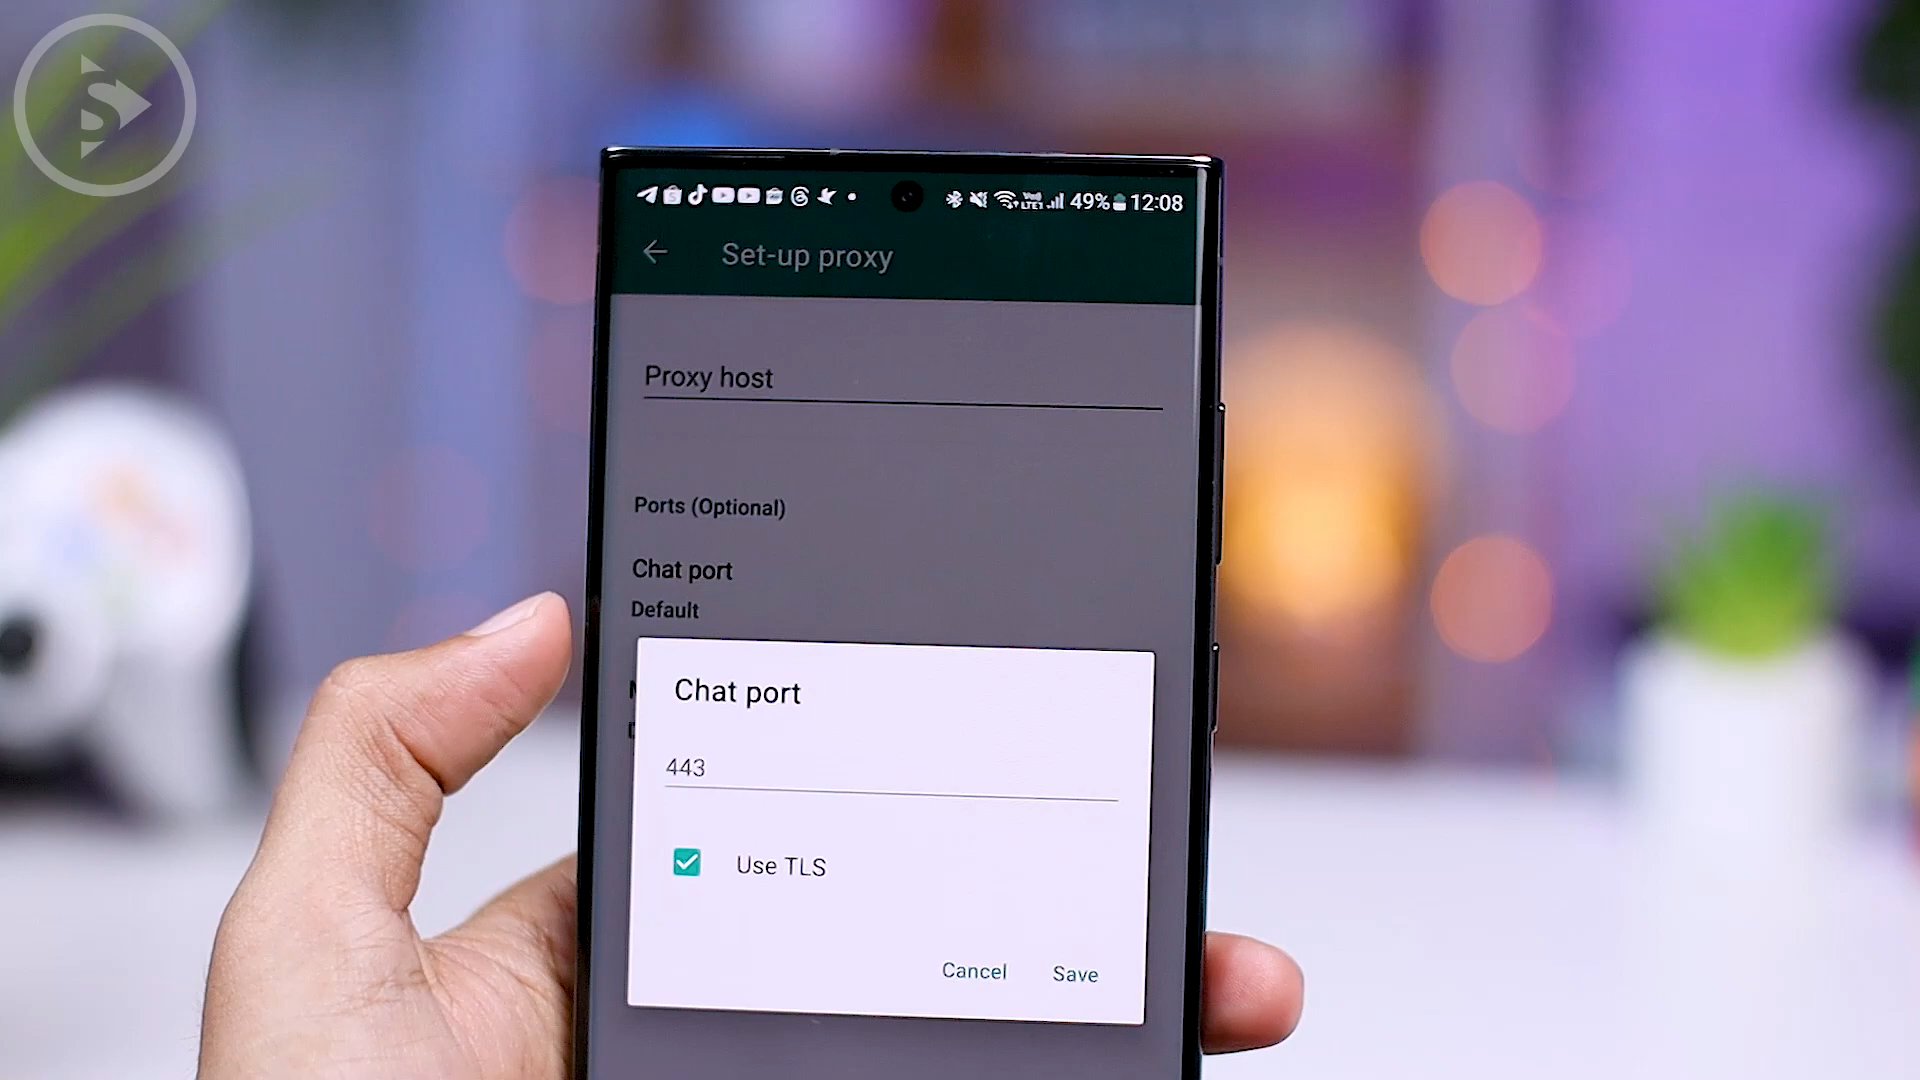 S
49% 12:08
Set-up proxy
Proxy host
Ports (Optional)
Chat port
Default
Chat port
443
Use TLS
Cancel Save